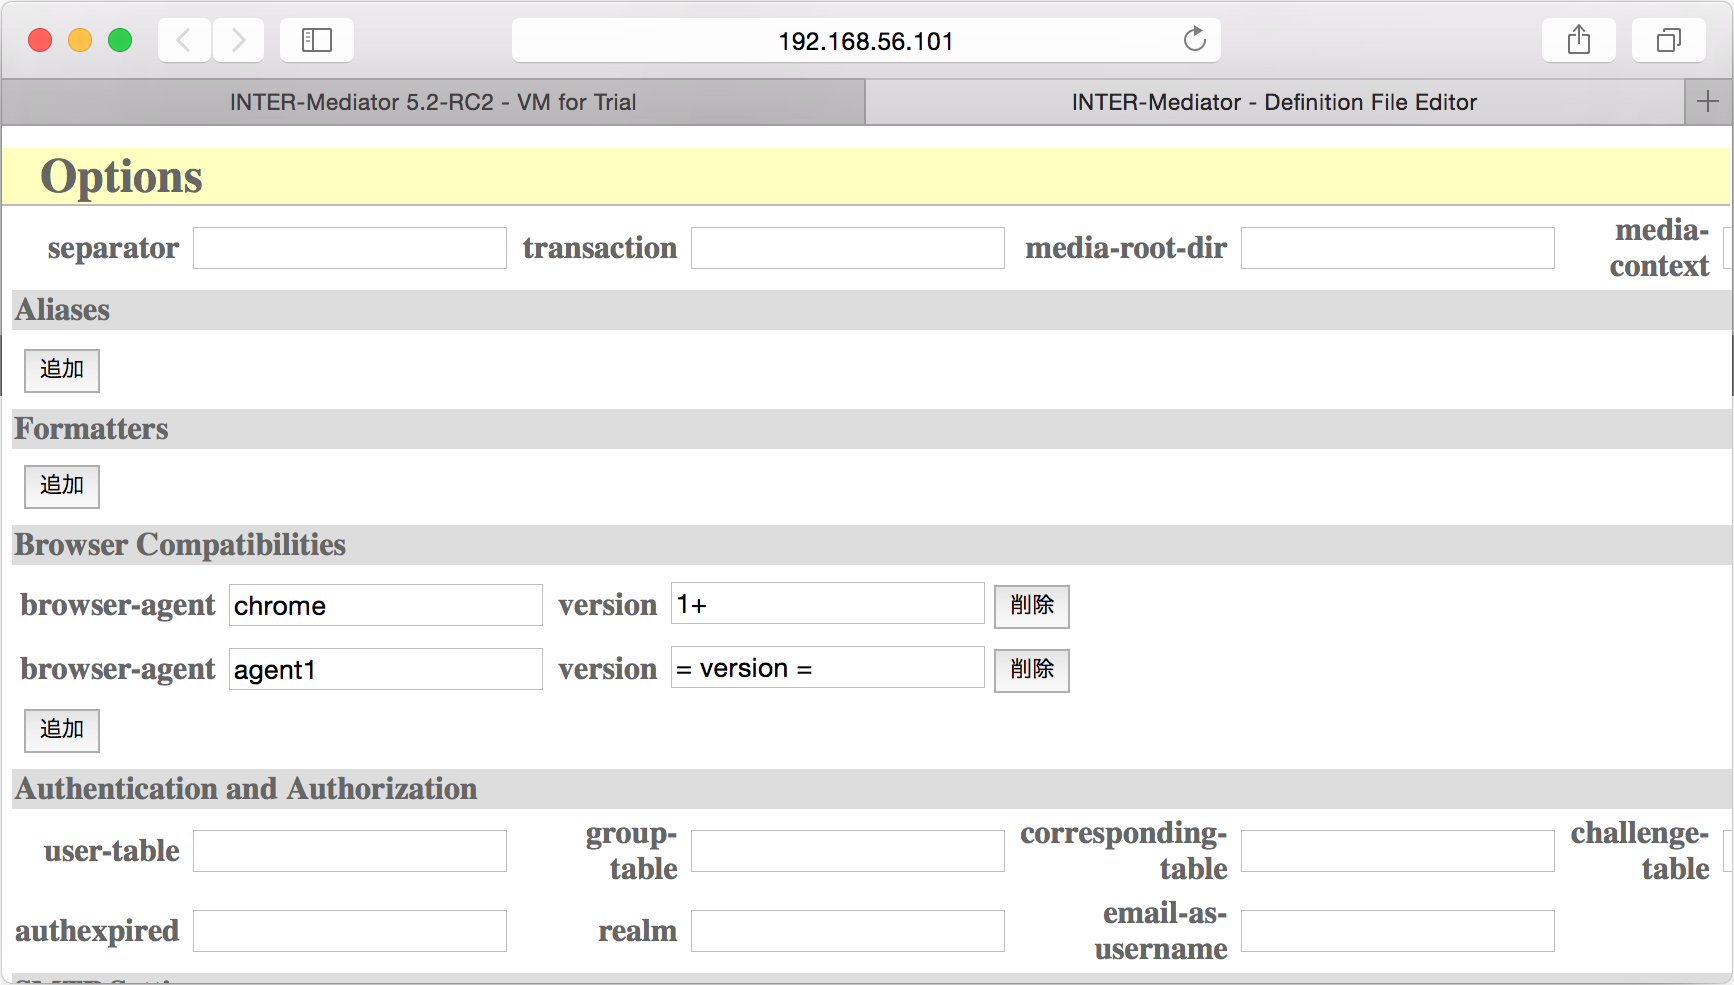 192.168.56.101
INTER-Mediator 5.2-RC2 - VM for Trial
INTER-Mediator - Definition File Editor
Options
separator
transaction
media-root-dir
media-
context
Aliases
追加
Formatters
追加
Browser Compatibilities
browser-agent chrome version 1+ 削除
browser-agent agent1 version = version = 削除
追加
Authentication and Authorization
user-table
group-
table
corresponding-
table
challenge-
table
authexpired
realm
email-as-
username